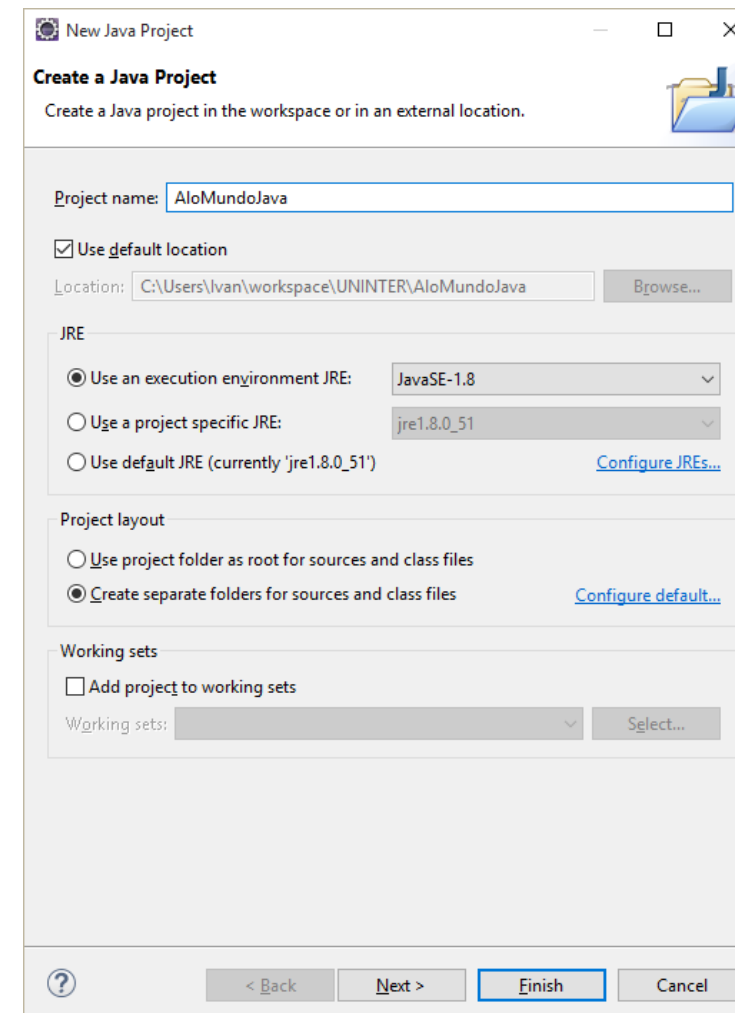 New Java Project
Create a Java Project
Create a Java project in the workspace or in an external location.
Project name: AloMundoJava
Use default location
Location: C:\Users\Ivan\workspace\UNINTER\AloMundoJava Browse...
JRE
Use an execution environment JRE: JavaSE-1.8
Use a project specific JRE: jre1.8.0_51
Use default JRE (currently 'jre1.8.0_51') Configure JREs...
Project layout
Use project folder as root for sources and class files
Create separate folders for sources and class files Configure default...
Working sets
Add project to working sets
Working sets: Select...
? < Back Next > Finish Cancel